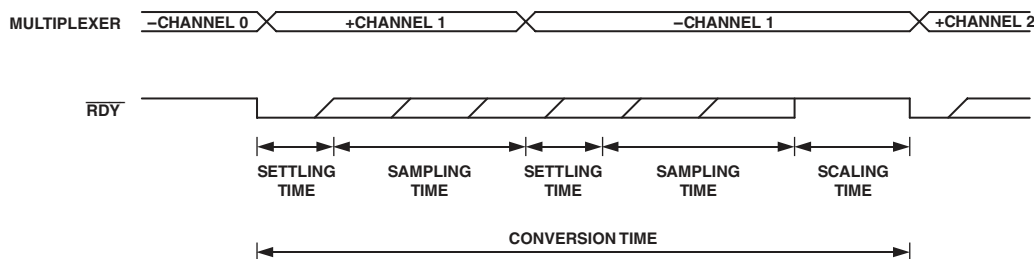 MULTIPLEXER –CHANNEL 0 +CHANNEL 1 –CHANNEL 1 +CHANNEL 2
RDY
SETTLING TIME
SAMPLING TIME
SETTLING TIME
SAMPLING TIME
SCALING TIME
CONVERSION TIME